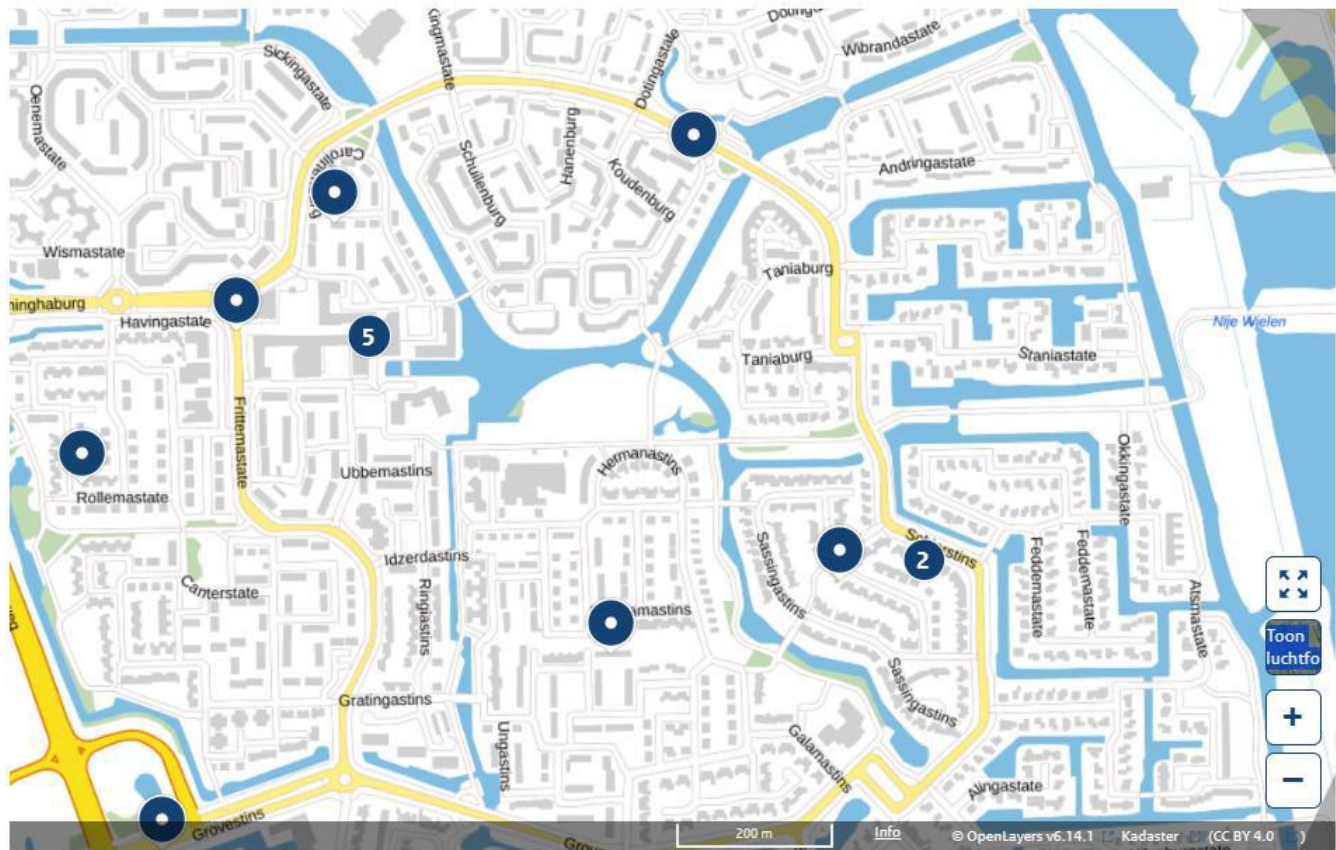 Kingmastate
Dotingastate
Wibrandastate
Sickingastate
Oenemastate
Hanenburg
Schuilenburg
Koudenburg
Andringastate
Wismastate
Taniaburg
Havingastate
5
Nije Wielen
Taniaburg
Staniastate
Frittemastate
Hermanastins
Okkingastate
Ubbemastins
Rollemastate
Sassingastins
2
Idzerdastins
Ringiastins
Canterstate
Feddemastate
Feddemastate
Atsmastate
Toon
luchtfo
Sassingastins
Gratingastins
+
Ungastins
Galamastins
Alingastate
−
Grovestins
200 m
Info
© OpenLayers v6.14.1
Kadaster
(CC BY 4.0
)